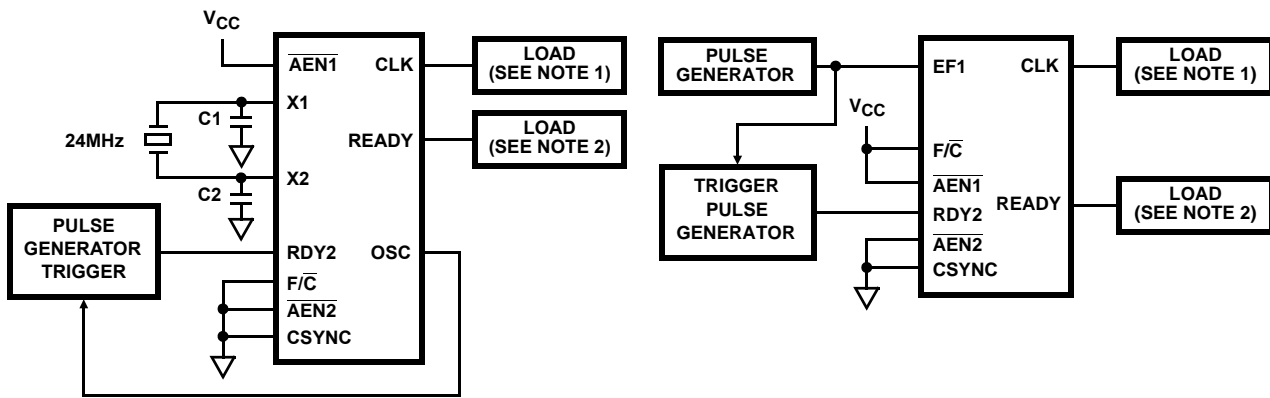 VCC
AEN1
CLK
LOAD
(SEE NOTE 1)
X1
C1
24MHz
READY
LOAD
(SEE NOTE 2)
X2
C2
PULSE
GENERATOR
TRIGGER
RDY2
OSC
F/C
AEN2
CSYNC
PULSE
GENERATOR
EF1
CLK
LOAD
(SEE NOTE 1)
VCC
F/C
TRIGGER
PULSE
GENERATOR
AEN1
RDY2
READY
LOAD
(SEE NOTE 2)
AEN2
CSYNC